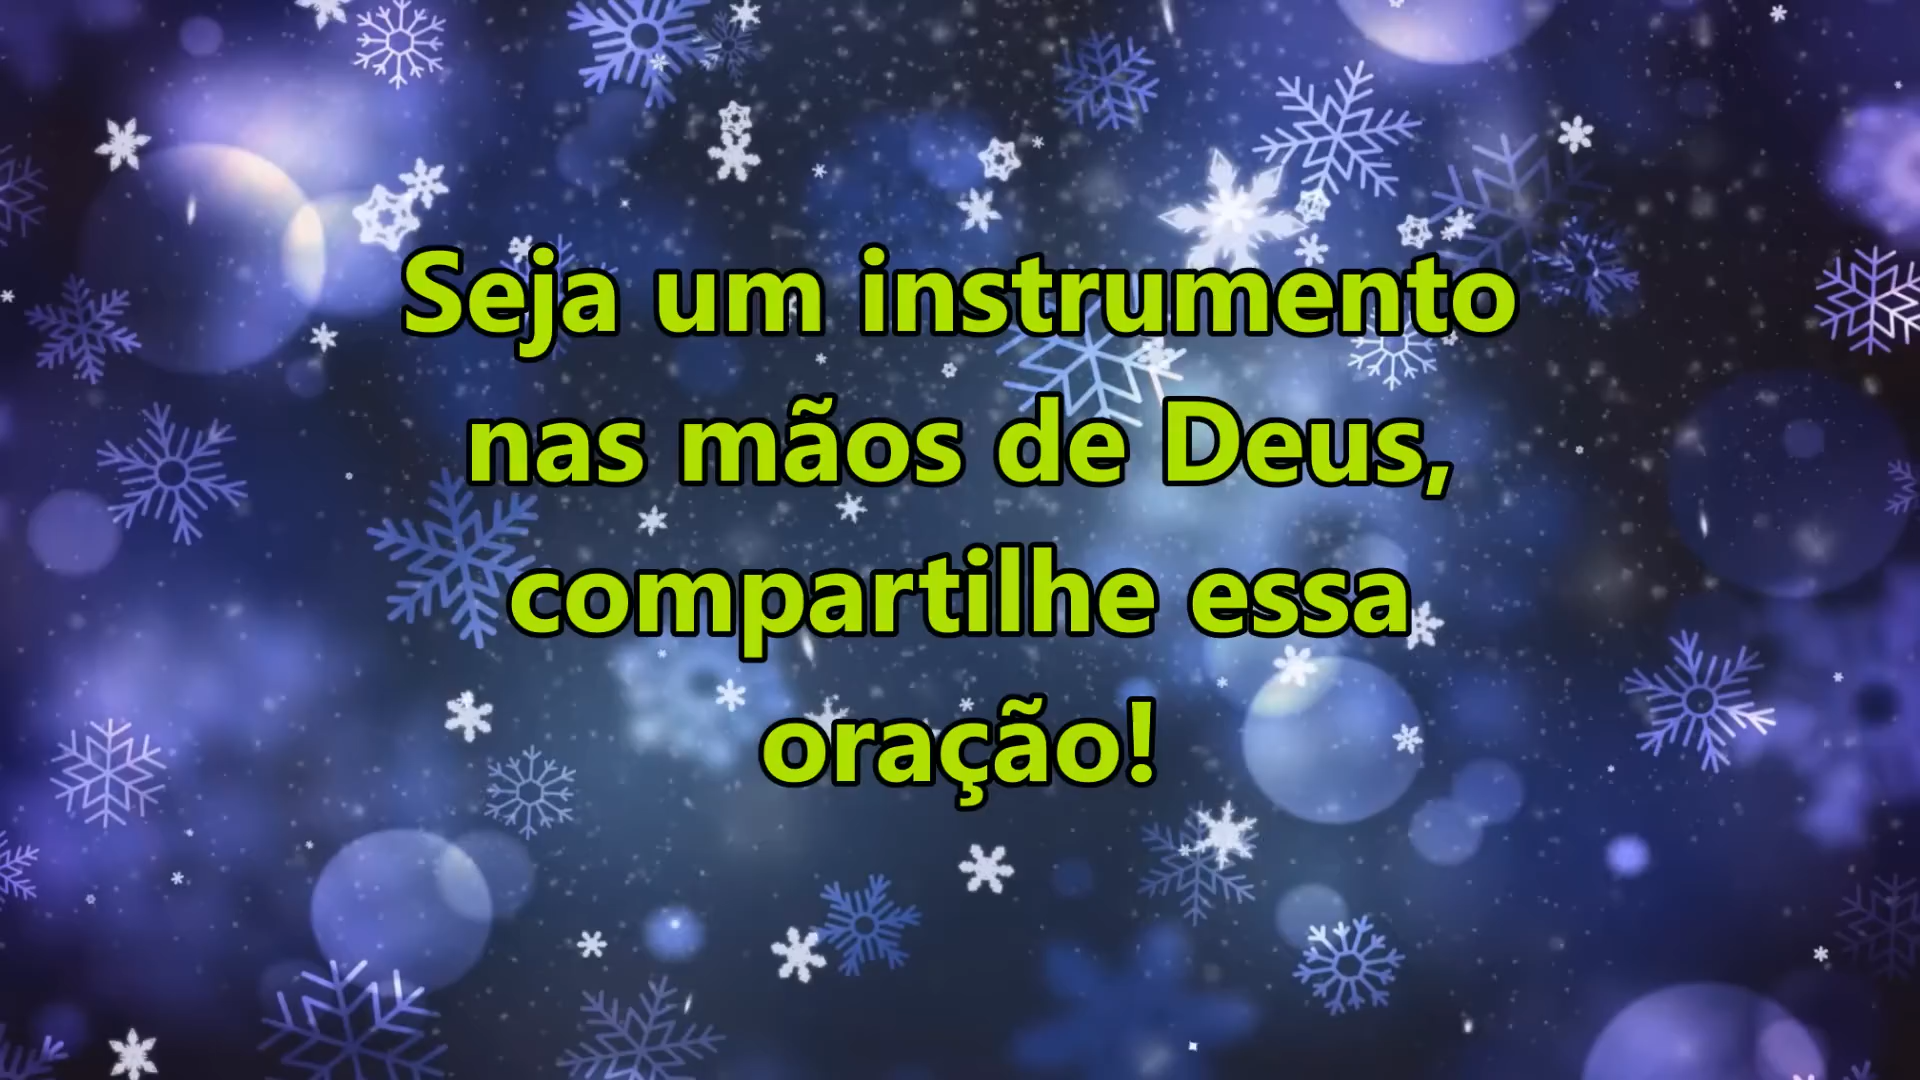 Seja um instrumento
nas mãos de Deus,
compartilhe essa
oração!